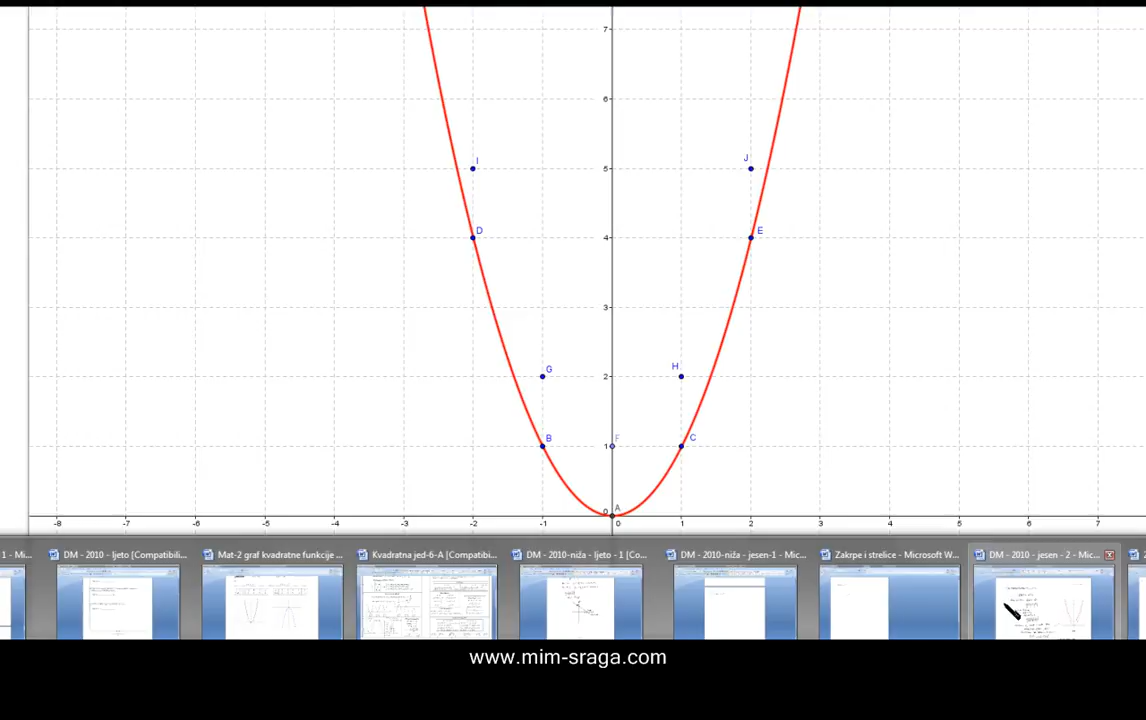 7
6
I
J
5
D
E
4
3
G
H
2
B
F
C
1
A
0
-8 -7 -6 -5 -4 -3 -2 -1 0 1 2 3 4 5 6 7
1 - Mi...
DM - 2010 - ljeto [Compatibili...
Mat-2 graf kvadratne funkcije ...
Kvadratna jed-6-A [Compatibi...
DM - 2010-niža - ljeto - 1 [Co...
DM - 2010-niža - jesen-1 - Mic...
Zakrpe i strelice - Microsoft W...
DM - 2010 - jesen - 2 - Mic...
www.mim-sraga.com